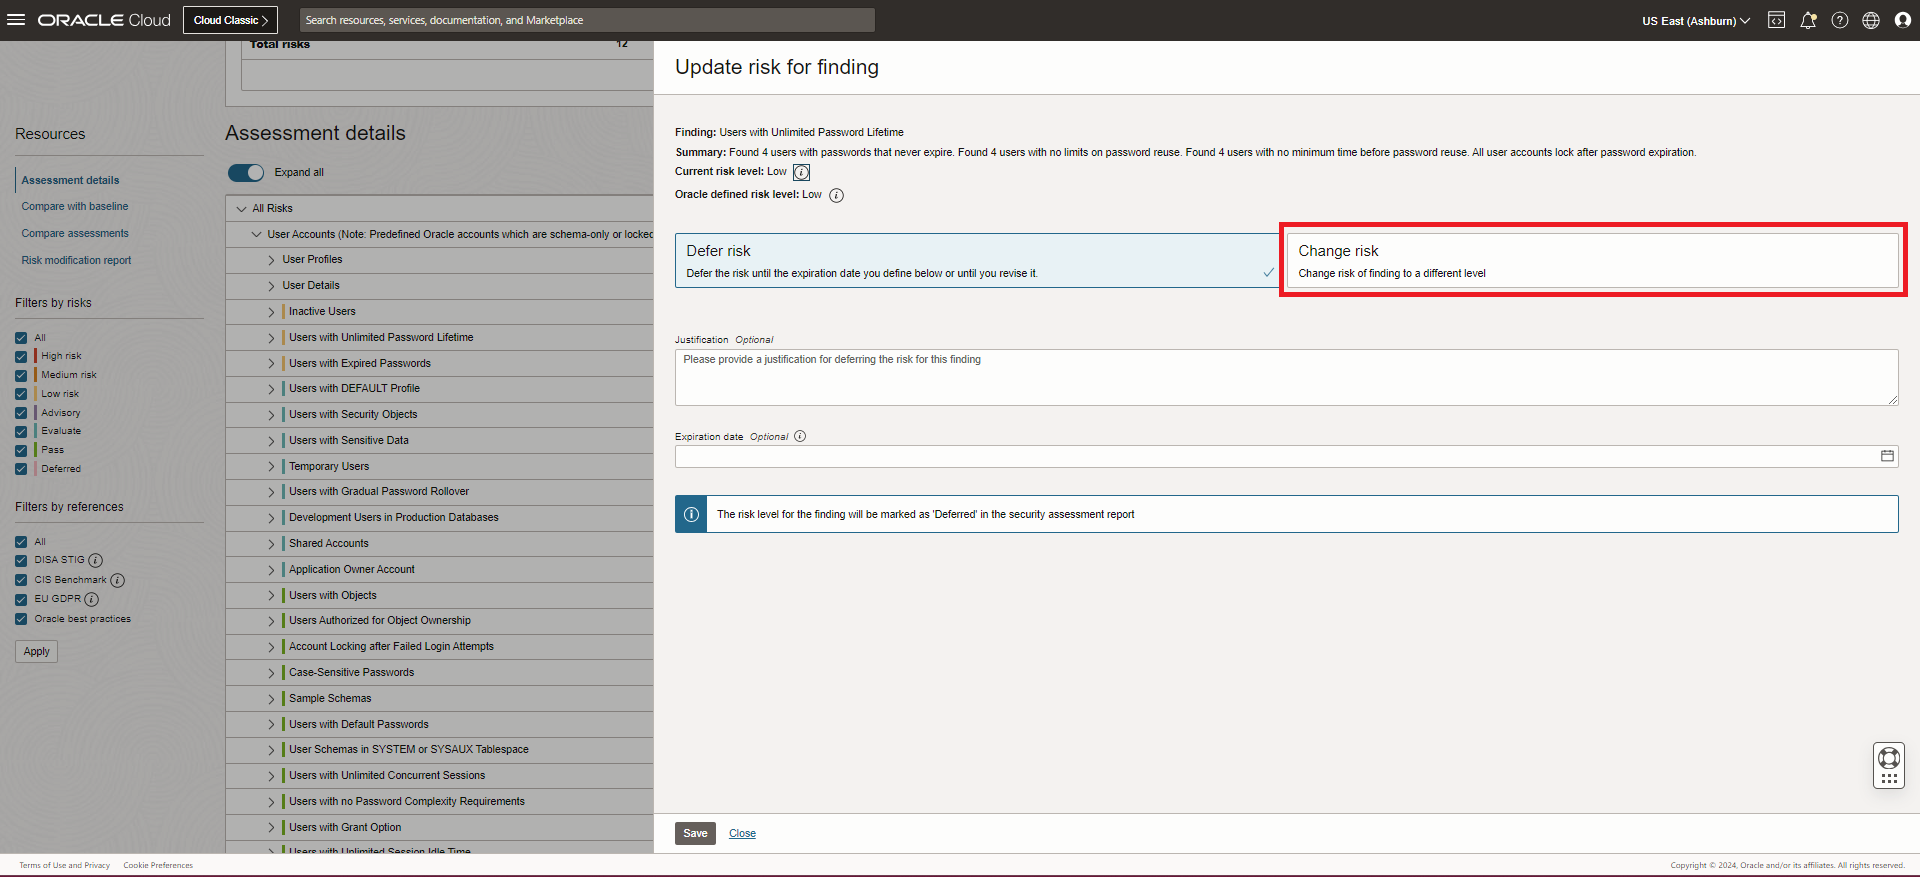 ORACLE Cloud
Cloud Classic
Search resources, services, documentation, and Marketplace
US East (Ashburn)
Total risks 12
Resources
Assessment details
Compare with baseline
Compare assessments
Risk modification report
Filters by risks
All
High risk
Medium risk
Low risk
Advisory
Evaluate
Pass
Deferred
Filters by references
All
DISA STIG
CIS Benchmark
EU GDPR
Oracle best practices
Apply
Assessment details
Expand all
All Risks
User Accounts (Note: Predefined Oracle accounts which are schema-only or locked
User Profiles
User Details
Inactive Users
Users with Unlimited Password Lifetime
Users with Expired Passwords
Users with DEFAULT Profile
Users with Security Objects
Users with Sensitive Data
Temporary Users
Users with Gradual Password Rollover
Development Users in Production Databases
Shared Accounts
Application Owner Account
Users with Objects
Users Authorized for Object Ownership
Account Locking after Failed Login Attempts
Case-Sensitive Passwords
Sample Schemas
Users with Default Passwords
User Schemas in SYSTEM or SYSAUX Tablespace
Users with Unlimited Concurrent Sessions
Users with no Password Complexity Requirements
Users with Grant Option
Users with Unlimited Session Idle Time
Update risk for finding
Finding: Users with Unlimited Password Lifetime
Summary: Found 4 users with passwords that never expire. Found 4 users with no limits on password reuse. Found 4 users with no minimum time before password reuse. All user accounts lock after password expiration.
Current risk level: Low
Oracle defined risk level: Low
Defer risk
Defer the risk until the expiration date you define below or until you revise it.
Change risk
Change risk of finding to a different level
Justification Optional
Please provide a justification for deferring the risk for this finding
Expiration date Optional
The risk level for the finding will be marked as 'Deferred' in the security assessment report
Save
Close
Terms of Use and Privacy
Cookie Preferences
Copyright © 2024, Oracle and/or its affiliates. All rights reserved.